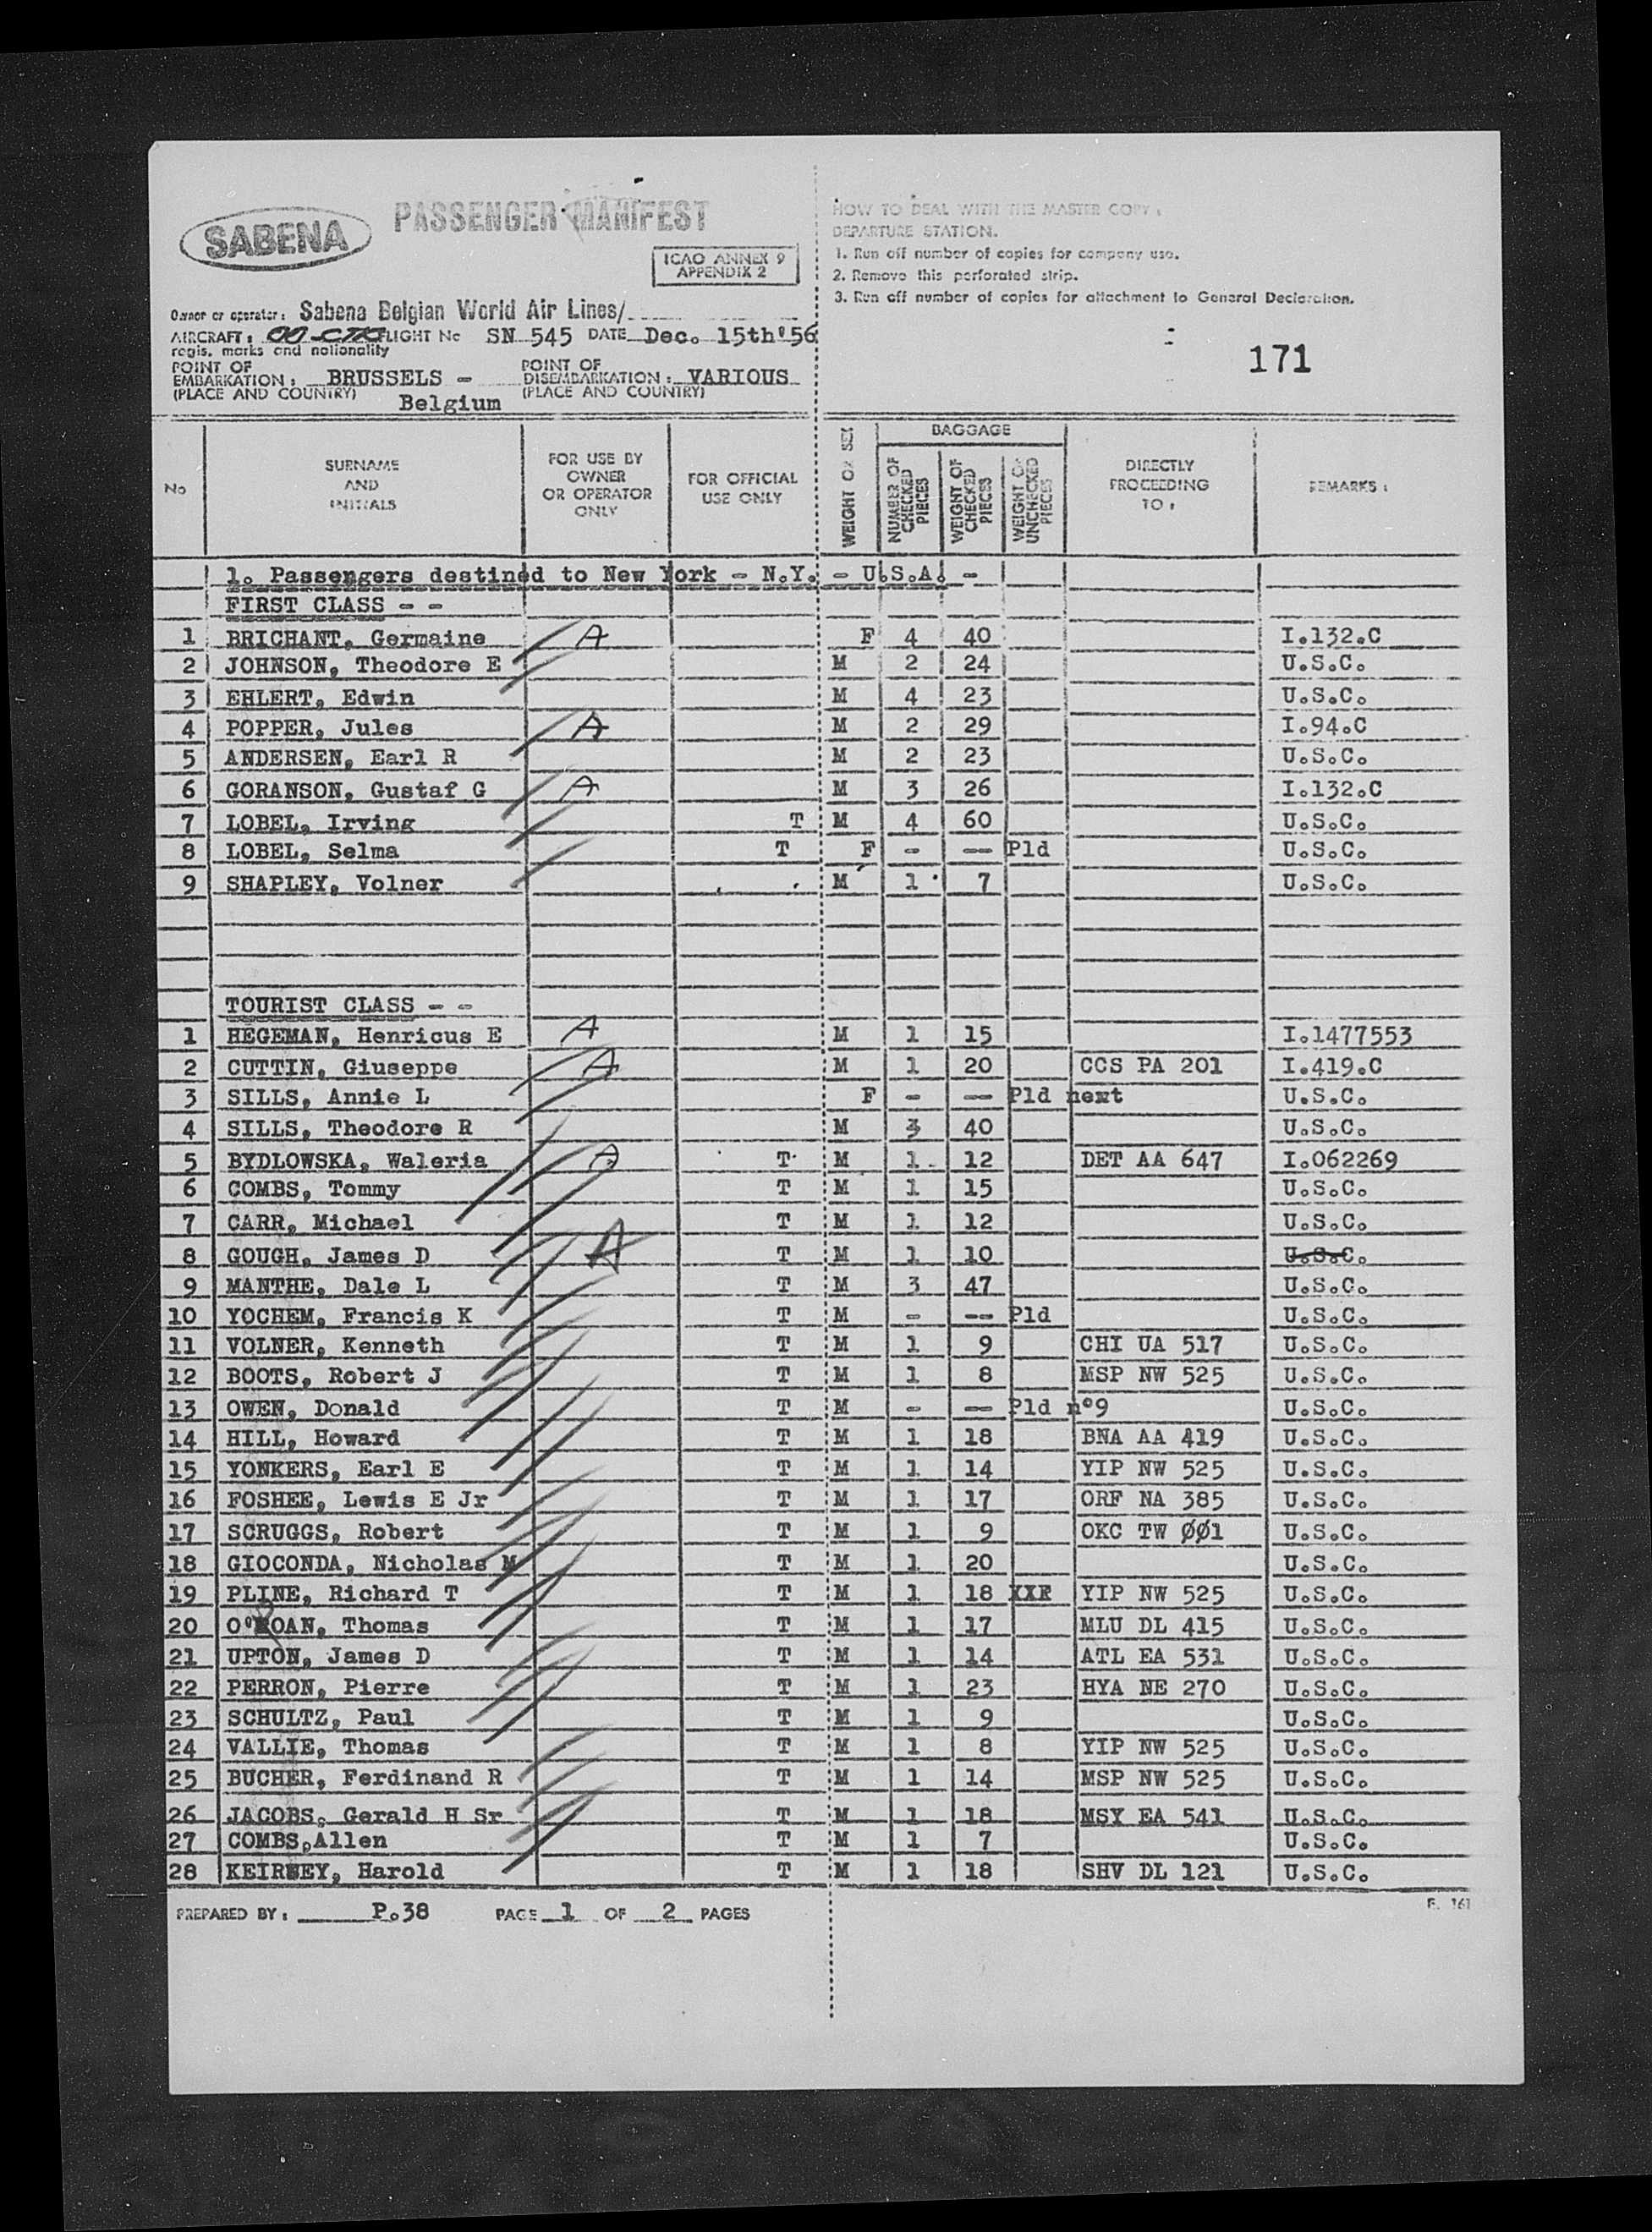 SABENA
PASSENGER MANIFEST
ICAO ANNEX 9
APPENDIX 2
HOW TO DEAL WITH THE MASTER COPY :
DEPARTURE STATION.
1. Run off number of copies for company use.
2. Remove this perforated strip.
3. Run off number of copies for attachment to General Declaration.
Owner or operator: Sabena Belgian World Air Lines/
AIRCRAFT: FLIGHT No SN 545 DATE Dec. 15th'56
regis. marks and nationality
POINT OF EMBARKATION: BRUSSELS - Belgium
(PLACE AND COUNTRY)
POINT OF DISEMBARKATION: VARIOUS
(PLACE AND COUNTRY)
171
No
SURNAME AND INITIALS
FOR USE BY OWNER OR OPERATOR ONLY
FOR OFFICIAL USE ONLY
WEIGHT OR SEX
BAGGAGE
NUMBER OF CHECKED PIECES
WEIGHT OF CHECKED PIECES
WEIGHT OF UNCHECKED PIECES
DIRECTLY PROCEEDING TO :
REMARKS :
1. Passengers destined to New York - N.Y. - U.S.A. -
FIRST CLASS - -
1 BRICHANT, Germaine A F 4 40 I.132.C
2 JOHNSON, Theodore E M 2 24 U.S.C.
3 EHLERT, Edwin M 4 23 U.S.C.
4 POPPER, Jules A M 2 29 I.94.C
5 ANDERSEN, Earl R M 2 23 U.S.C.
6 GORANSON, Gustaf G A M 3 26 I.132.C
7 LOBEL, Irving T M 4 60 U.S.C.
8 LOBEL, Selma T F - -- Pld U.S.C.
9 SHAPLEY, Volner M 1 7 U.S.C.
TOURIST CLASS - -
1 HEGEMAN, Henricus E A M 1 15 I.1477553
2 CUTTIN, Giuseppe A M 1 20 CCS PA 201 I.419.C
3 SILLS, Annie L F - -- Pld next U.S.C.
4 SILLS, Theodore R M 3 40 U.S.C.
5 BYDLOWSKA, Waleria A T M 1 12 DET AA 647 I.062269
6 COMBS, Tommy T M 1 15 U.S.C.
7 CARR, Michael T M 1 12 U.S.C.
8 GOUGH, James D A T M 1 10 U.S.C.
9 MANTHE, Dale L T M 3 47 U.S.C.
10 YOCHEM, Francis K T M - -- Pld U.S.C.
11 VOLNER, Kenneth T M 1 9 CHI UA 517 U.S.C.
12 BOOTS, Robert J T M 1 8 MSP NW 525 U.S.C.
13 OWEN, Donald T M - -- Pld n°9 U.S.C.
14 HILL, Howard T M 1 18 BNA AA 419 U.S.C.
15 YONKERS, Earl E T M 1 14 YIP NW 525 U.S.C.
16 FOSHEE, Lewis E Jr T M 1 17 ORF NA 385 U.S.C.
17 SCRUGGS, Robert T M 1 9 OKC TW ØØ1 U.S.C.
18 GIOCONDA, Nicholas M T M 1 20 U.S.C.
19 PLINE, Richard T T M 1 18 XXR YIP NW 525 U.S.C.
20 O'ROAN, Thomas T M 1 17 MLU DL 415 U.S.C.
21 UPTON, James D T M 1 14 ATL EA 531 U.S.C.
22 PERRON, Pierre T M 1 23 HYA NE 270 U.S.C.
23 SCHULTZ, Paul T M 1 9 U.S.C.
24 VALLIE, Thomas T M 1 8 YIP NW 525 U.S.C.
25 BUCHER, Ferdinand R T M 1 14 MSP NW 525 U.S.C.
26 JACOBS, Gerald H Sr T M 1 18 MSY EA 541 U.S.C.
27 COMBS, Allen T M 1 7 U.S.C.
28 KEIRNEY, Harold T M 1 18 SHV DL 121 U.S.C.
PREPARED BY : P.38 PAGE 1 OF 2 PAGES